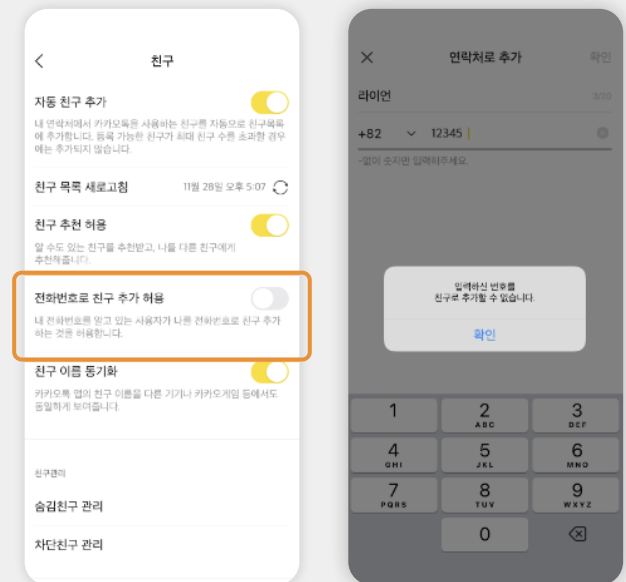 친구
자동 친구 추가
내 연락처에서 카카오톡을 사용하는 친구를 자동으로 친구목록
에 추가합니다. 등록 가능한 친구가 최대 친구 수를 초과할 경우
에는 추가되지 않습니다.
친구 목록 새로고침 11월 28일 오후 5:07
친구 추천 허용
알 수도 있는 친구를 추천받고, 나를 다른 친구에게
추천해줍니다.
전화번호로 친구 추가 허용
내 전화번호를 알고 있는 사용자가 나를 전화번호로 친구 추가
하는 것을 허용합니다.
친구 이름 동기화
카카오톡 앱의 친구 이름을 다른 기기나 카카오게임 등에서도
동일하게 보여줍니다.
친구관리
숨김친구 관리
차단친구 관리
연락처로 추가 확인
라이언 3/20
+82 12345
-없이 숫자만 입력해주세요.
입력하신 번호를
친구로 추가할 수 없습니다.
확인
1 2 3
ABC DEF
4 5 6
GHI JKL MNO
7 8 9
PQRS TUV WXYZ
0